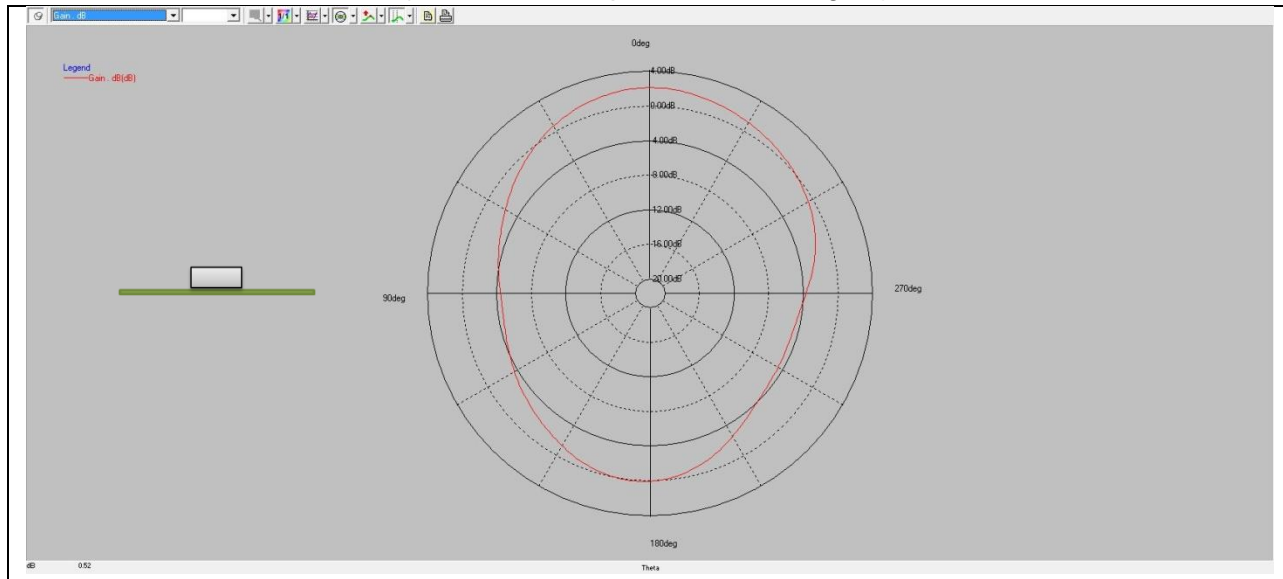 Gain . dB
0deg
Legend
Gain . dB(dB)
4.00dB
0.00dB
-4.00dB
-8.00dB
-12.00dB
-16.00dB
-20.00dB
90deg
270deg
180deg
dB 0.52 Theta